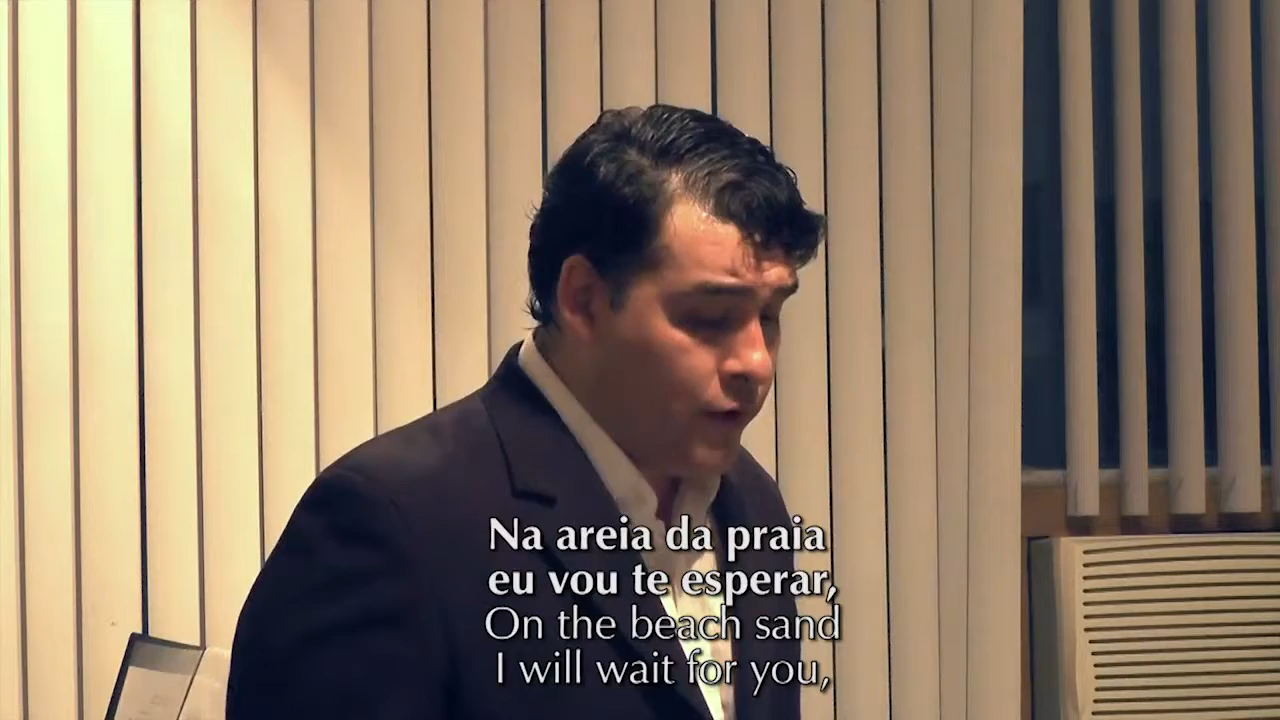 Na areia da praia
eu vou te esperar,
On the beach sand
I will wait for you,